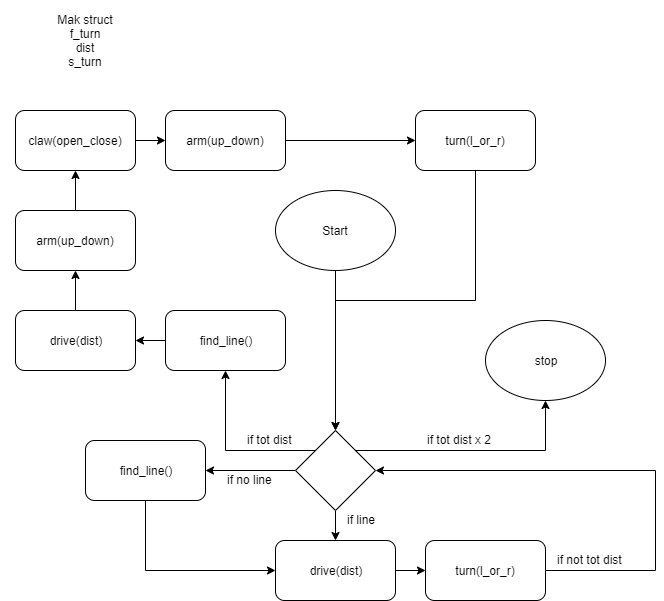 Mak struct
f_turn
dist
s_turn
claw(open_close)
arm(up_down)
turn(l_or_r)
Start
arm(up_down)
drive(dist)
find_line()
stop
if tot dist
if tot dist x 2
find_line()
if no line
if line
drive(dist)
turn(l_or_r)
if not tot dist